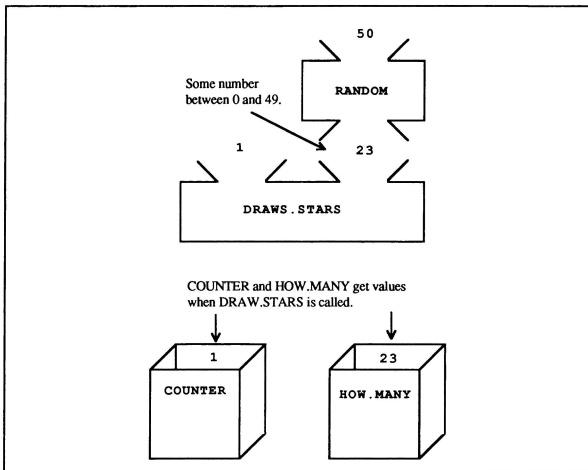 50
RANDOM
Some number
between 0 and 49.
1
23
DRAWS.STARS
COUNTER and HOW.MANY get values
when DRAW.STARS is called.
1
23
COUNTER
HOW.MANY